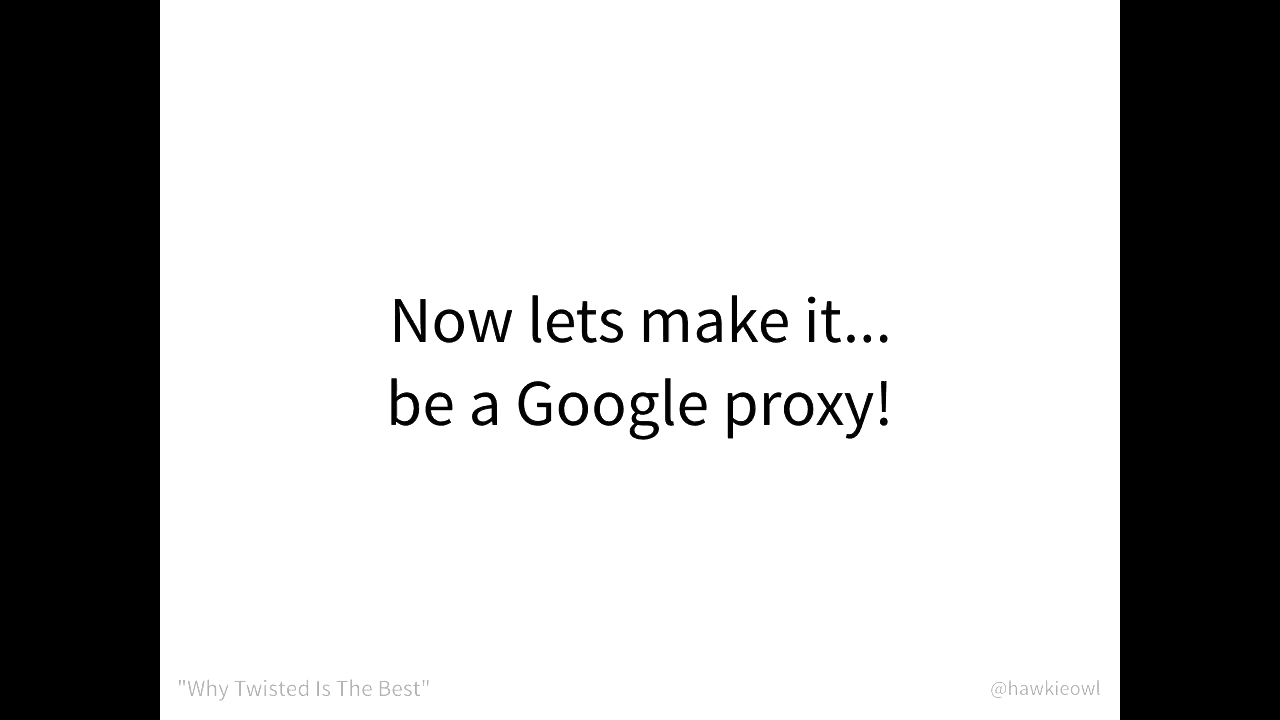 Now lets make it...
be a Google proxy!
"Why Twisted Is The Best"
@hawkieowl